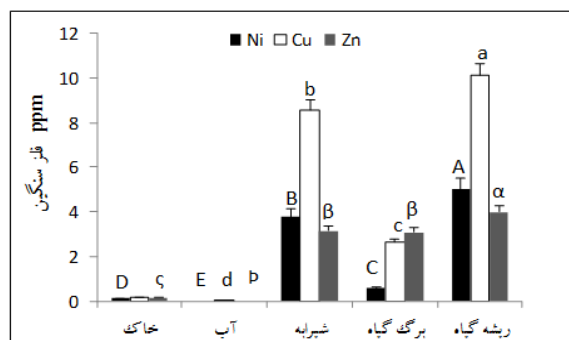 Ni Cu Zn
فلز سنگین ppm
12
10
8
6
4
2
0
D ς
E d Þ
B b β
C c β
A a α
خاک آب شیرابه برگ گیاه ریشه گیاه